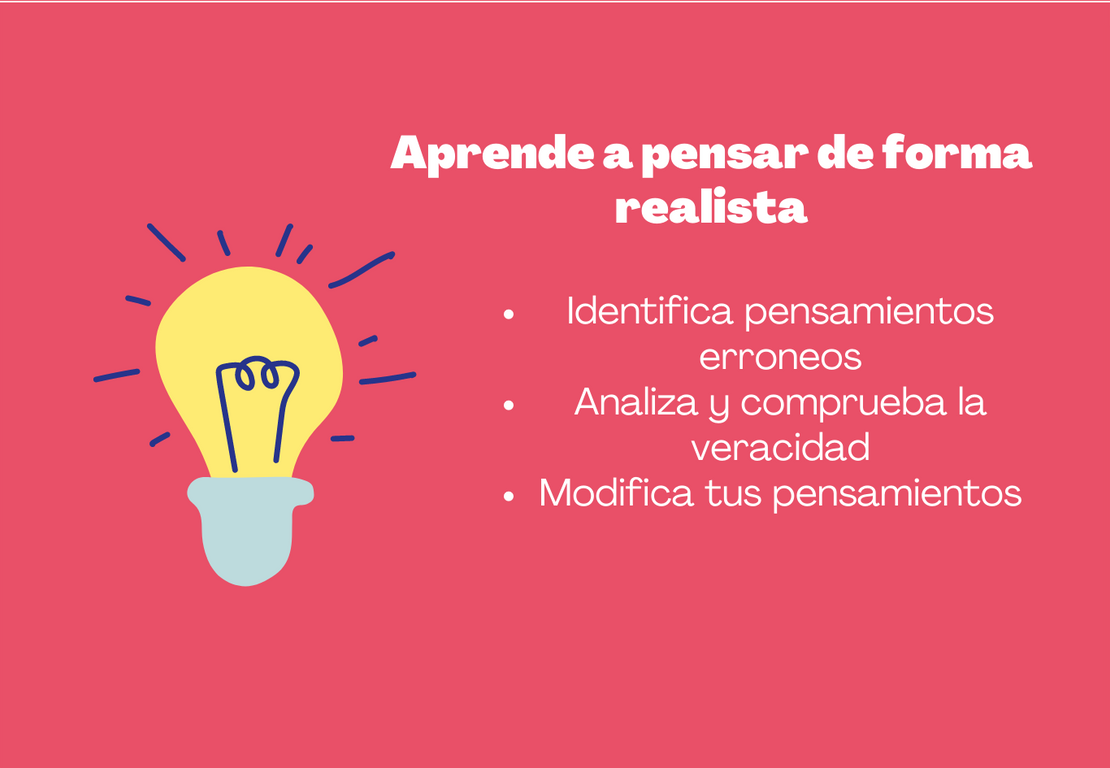 Aprende a pensar de forma
realista
• Identifica pensamientos
erroneos
• Analiza y comprueba la
veracidad
• Modifica tus pensamientos